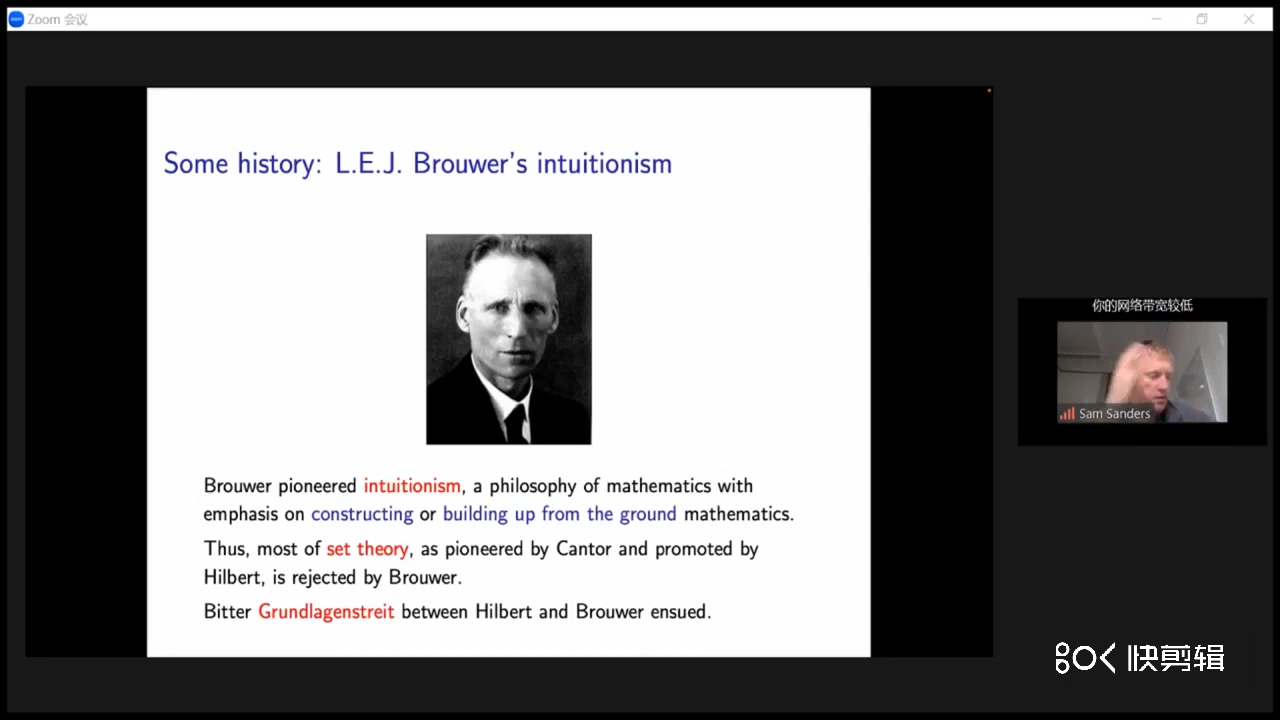 zoom Zoom 会议
Some history: L.E.J. Brouwer's intuitionism
Brouwer pioneered intuitionism, a philosophy of mathematics with
emphasis on constructing or building up from the ground mathematics.
Thus, most of set theory, as pioneered by Cantor and promoted by
Hilbert, is rejected by Brouwer.
Bitter Grundlagenstreit between Hilbert and Brouwer ensued.
你的网络带宽较低
Sam Sanders
快剪辑